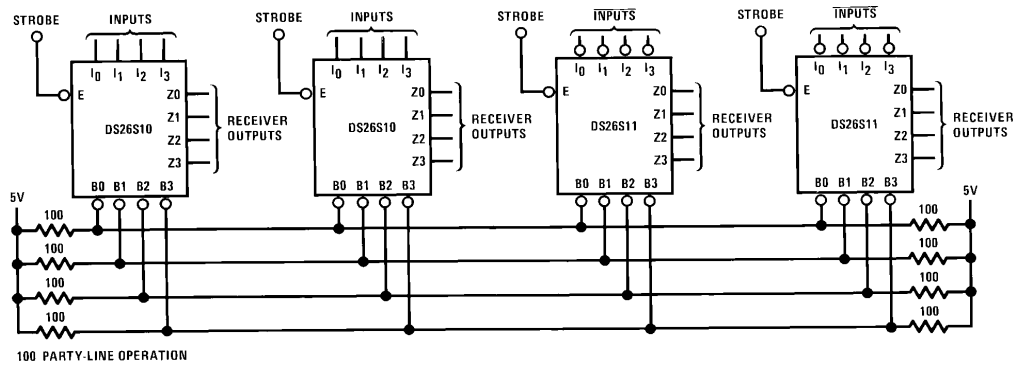 STROBE INPUTS STROBE INPUTS STROBE INPUTS STROBE INPUTS
I0 I1 I2 I3 I0 I1 I2 I3 I0 I1 I2 I3 I0 I1 I2 I3
E Z0 E Z0 E Z0 E Z0
Z1 Z1 Z1 Z1
DS26S10 RECEIVER OUTPUTS DS26S10 RECEIVER OUTPUTS DS26S11 RECEIVER OUTPUTS DS26S11 RECEIVER OUTPUTS
Z2 Z2 Z2 Z2
Z3 Z3 Z3 Z3
B0 B1 B2 B3 B0 B1 B2 B3 B0 B1 B2 B3 B0 B1 B2 B3
5V 5V
100 100
100 100
100 100
100 100
100 PARTY-LINE OPERATION